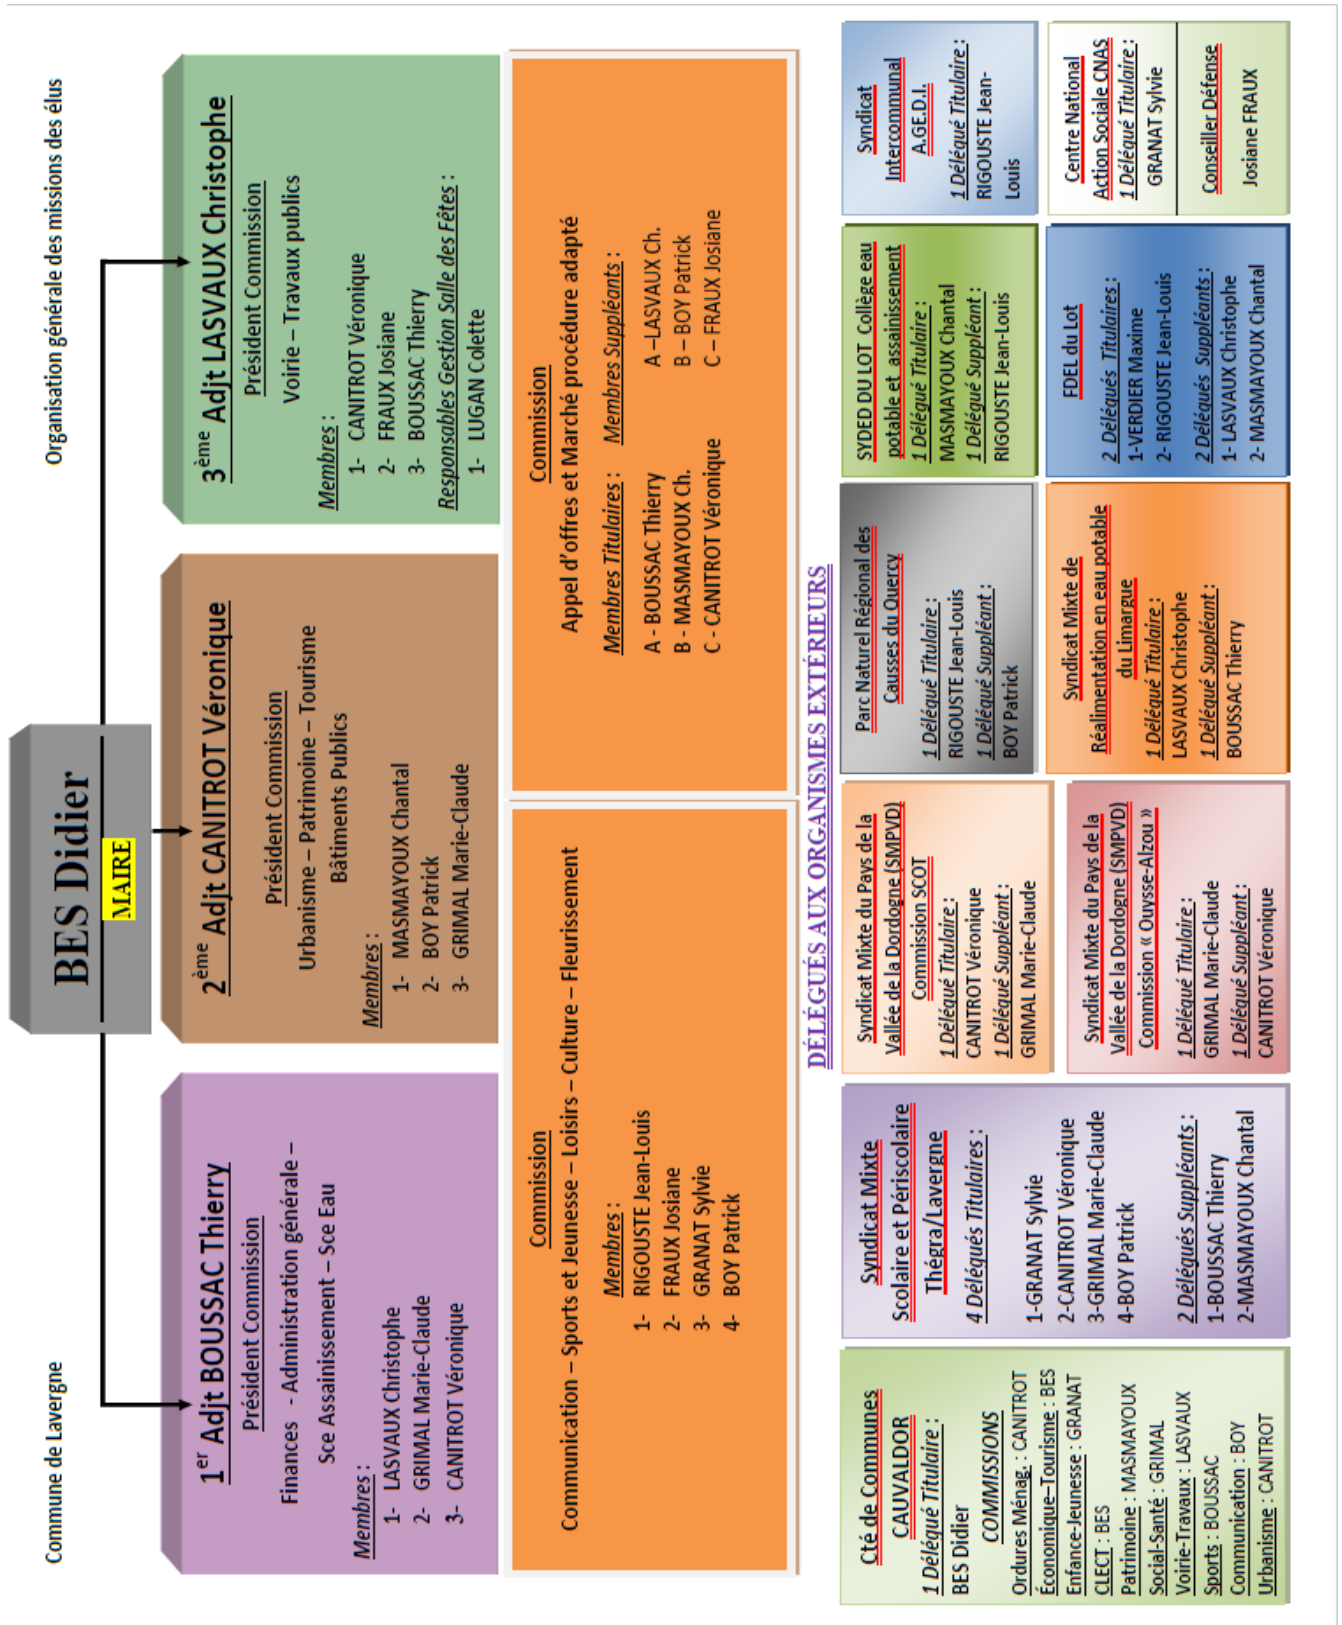 Commune de Lavergne
Organisation générale des missions des élus
BES Didier
MAIRE
1er Adjt BOUSSAC Thierry
Président Commission
Finances - Administration générale –
Sce Assainissement – Sce Eau
Membres :
1- LASVAUX Christophe
2- GRIMAL Marie-Claude
3- CANITROT Véronique
2ème Adjt CANITROT Véronique
Président Commission
Urbanisme – Patrimoine – Tourisme
Bâtiments Publics
Membres :
1- MASMAYOUX Chantal
2- BOY Patrick
3- GRIMAL Marie-Claude
3ème Adjt LASVAUX Christophe
Président Commission
Voirie – Travaux publics
Membres :
1- CANITROT Véronique
2- FRAUX Josiane
3- BOUSSAC Thierry
Responsables Gestion Salle des Fêtes :
1- LUGAN Colette
Commission
Communication – Sports et Jeunesse – Loisirs – Culture – Fleurissement
Membres :
1- RIGOUSTE Jean-Louis
2- FRAUX Josiane
3- GRANAT Sylvie
4- BOY Patrick
Commission
Appel d'offres et Marché procédure adapté
Membres Titulaires :
A - BOUSSAC Thierry
B - MASMAYOUX Ch.
C - CANITROT Véronique
Membres Suppléants :
A –LASVAUX Ch.
B – BOY Patrick
C – FRAUX Josiane
DÉLÉGUÉS AUX ORGANISMES EXTÉRIEURS
Cté de Communes
CAUVALDOR
1 Délégué Titulaire :
BES Didier
COMMISSIONS
Ordures Ménag. : CANITROT
Économique–Tourisme : BES
Enfance-Jeunesse : GRANAT
CLECT : BES
Patrimoine : MASMAYOUX
Social-Santé : GRIMAL
Voirie-Travaux : LASVAUX
Sports : BOUSSAC
Communication : BOY
Urbanisme : CANITROT
Syndicat Mixte
Scolaire et Périscolaire
Thégra/Lavergne
4 Délégués Titulaires :
1-GRANAT Sylvie
2-CANITROT Véronique
3-GRIMAL Marie-Claude
4-BOY Patrick
2 Délégués Suppléants :
1-BOUSSAC Thierry
2-MASMAYOUX Chantal
Syndicat Mixte du Pays de la
Vallée de la Dordogne (SMPVD)
Commission SCOT
1 Délégué Titulaire :
CANITROT Véronique
1 Délégué Suppléant :
GRIMAL Marie-Claude
Syndicat Mixte du Pays de la
Vallée de la Dordogne (SMPVD)
Commission « Ouysse-Alzou »
1 Délégué Titulaire :
GRIMAL Marie-Claude
1 Délégué Suppléant :
CANITROT Véronique
Parc Naturel Régional des
Causses du Quercy
1 Délégué Titulaire :
RIGOUSTE Jean-Louis
1 Délégué Suppléant :
BOY Patrick
Syndicat Mixte de
Réalimentation en eau potable
du Limargue
1 Délégué Titulaire :
LASVAUX Christophe
1 Délégué Suppléant :
BOUSSAC Thierry
SYDED DU LOT Collège eau
potable et assainissement
1 Délégué Titulaire :
MASMAYOUX Chantal
1 Délégué Suppléant :
RIGOUSTE Jean-Louis
FDEL du Lot
2 Délégués Titulaires :
1-VERDIER Maxime
2- RIGOUSTE Jean-Louis
2 Délégués Suppléants :
1- LASVAUX Christophe
2- MASMAYOUX Chantal
Syndicat
Intercommunal
A.GE.D.I.
1 Délégué Titulaire :
RIGOUSTE Jean-
Louis
Centre National
Action Sociale CNAS
1 Délégué Titulaire :
GRANAT Sylvie
Conseiller Défense
Josiane FRAUX